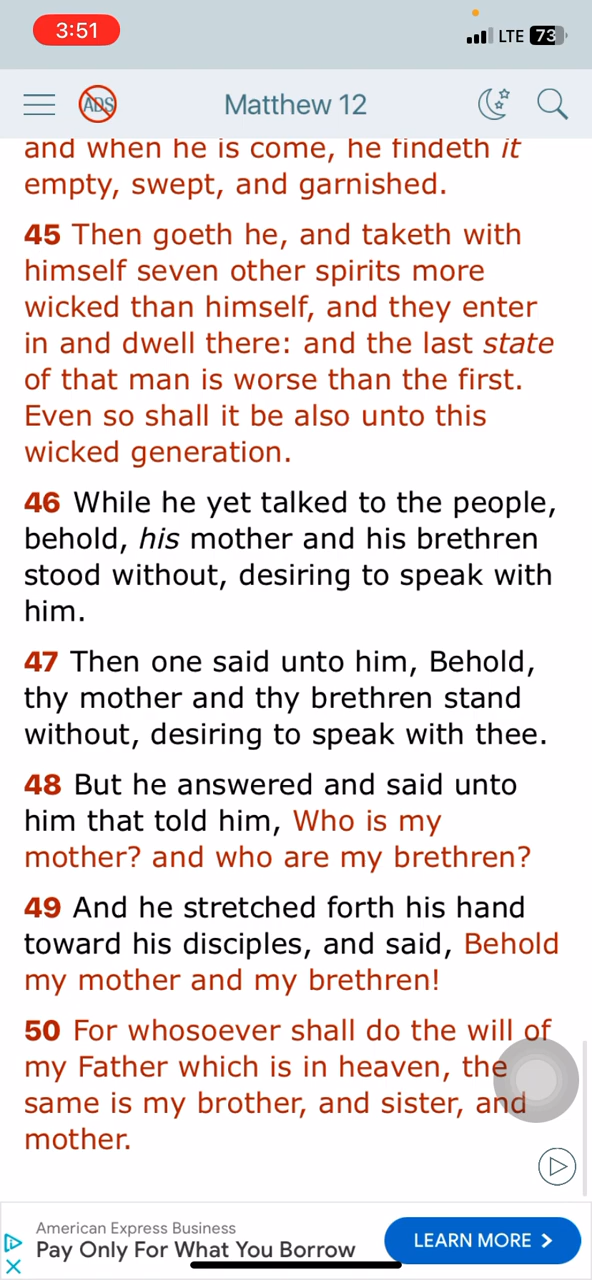 3:51
LTE 73
ADS
Matthew 12
and when he is come, he findeth it
empty, swept, and garnished.
45 Then goeth he, and taketh with
himself seven other spirits more
wicked than himself, and they enter
in and dwell there: and the last state
of that man is worse than the first.
Even so shall it be also unto this
wicked generation.
46 While he yet talked to the people,
behold, his mother and his brethren
stood without, desiring to speak with
him.
47 Then one said unto him, Behold,
thy mother and thy brethren stand
without, desiring to speak with thee.
48 But he answered and said unto
him that told him, Who is my
mother? and who are my brethren?
49 And he stretched forth his hand
toward his disciples, and said, Behold
my mother and my brethren!
50 For whosoever shall do the will of
my Father which is in heaven, the
same is my brother, and sister, and
mother.
American Express Business
Pay Only For What You Borrow
LEARN MORE >